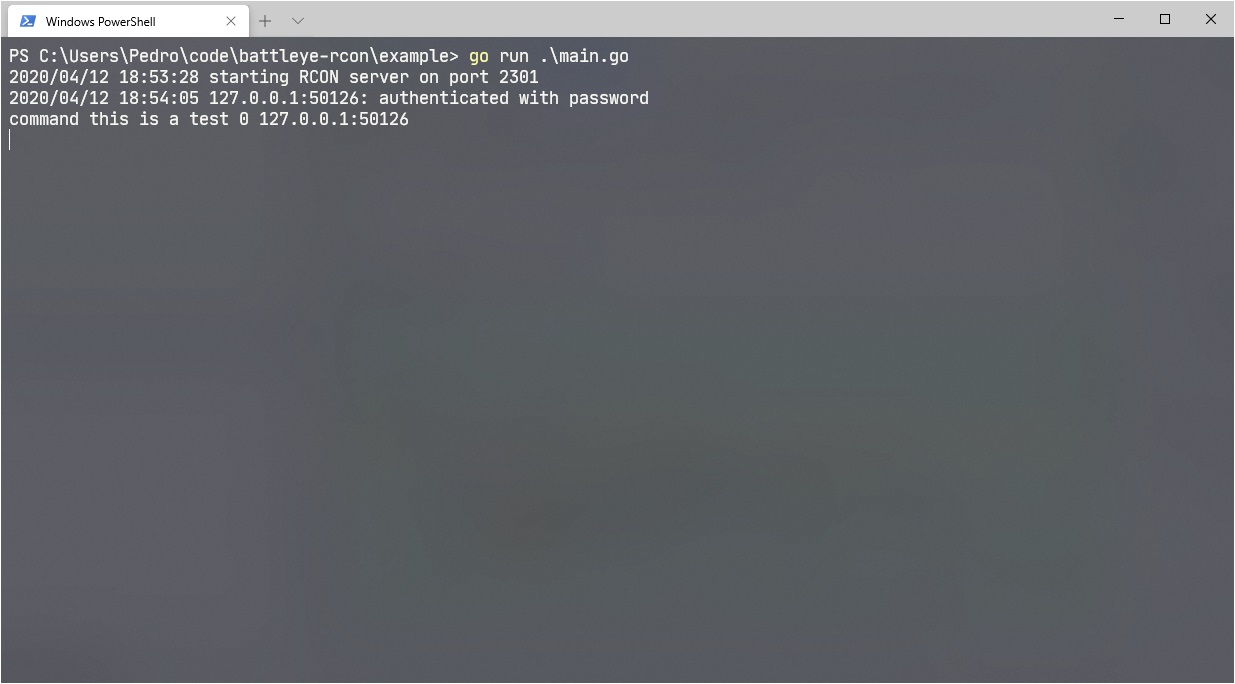 Windows PowerShell
PS C:\Users\Pedro\code\battleye-rcon\example> go run .\main.go
2020/04/12 18:53:28 starting RCON server on port 2301
2020/04/12 18:54:05 127.0.0.1:50126: authenticated with password
command this is a test 0 127.0.0.1:50126